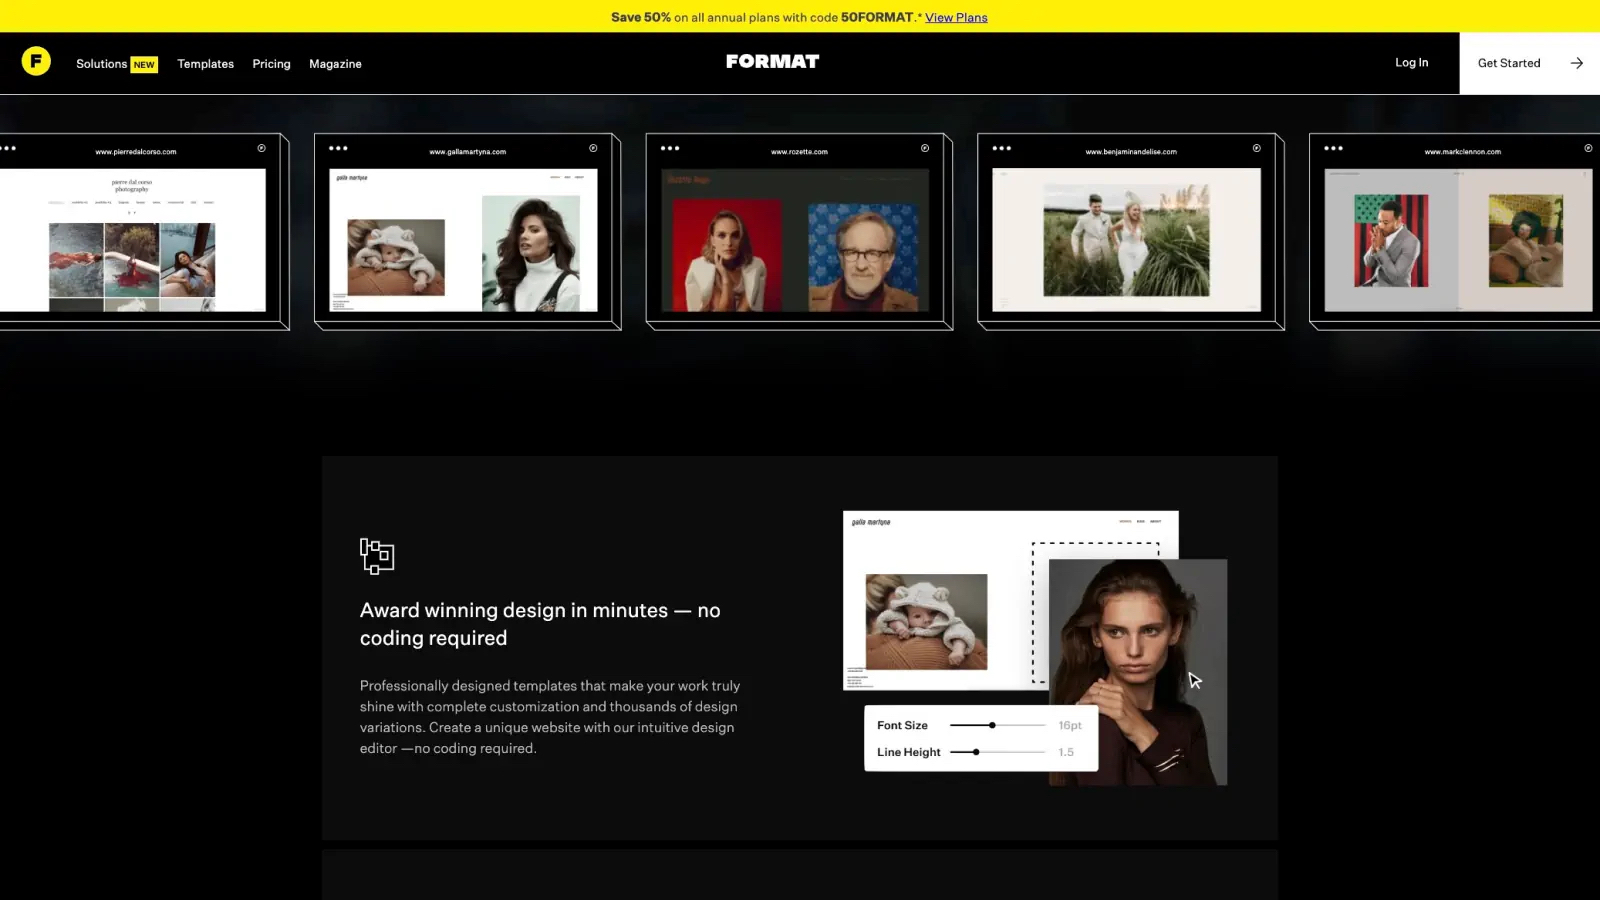 Save 50% on all annual plans with code 50FORMAT.* View Plans
F
Solutions NEW Templates Pricing Magazine
FORMAT
Log In
Get Started
www.pierredalcorso.com
www.gallamartyna.com
www.rozette.com
www.benjaminandelise.com
www.markclennon.com
pierre dal corso
photography
galla martyna
galla martyna
WORKS BLOG ABOUT
Award winning design in minutes — no
coding required
Professionally designed templates that make your work truly
shine with complete customization and thousands of design
variations. Create a unique website with our intuitive design
editor —no coding required.
Font Size 16pt
Line Height 1.5